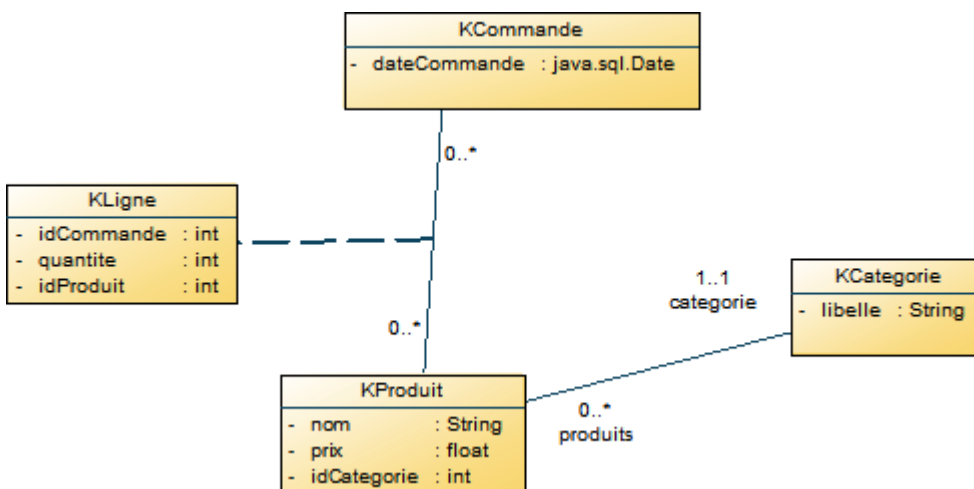 KCommande
- dateCommande : java.sql.Date
0..*
KLigne
- idCommande : int
- quantite : int
- idProduit : int
0..*
KProduit
- nom : String
- prix : float
- idCategorie : int
0..*
produits
1..1
categorie
KCategorie
- libelle : String